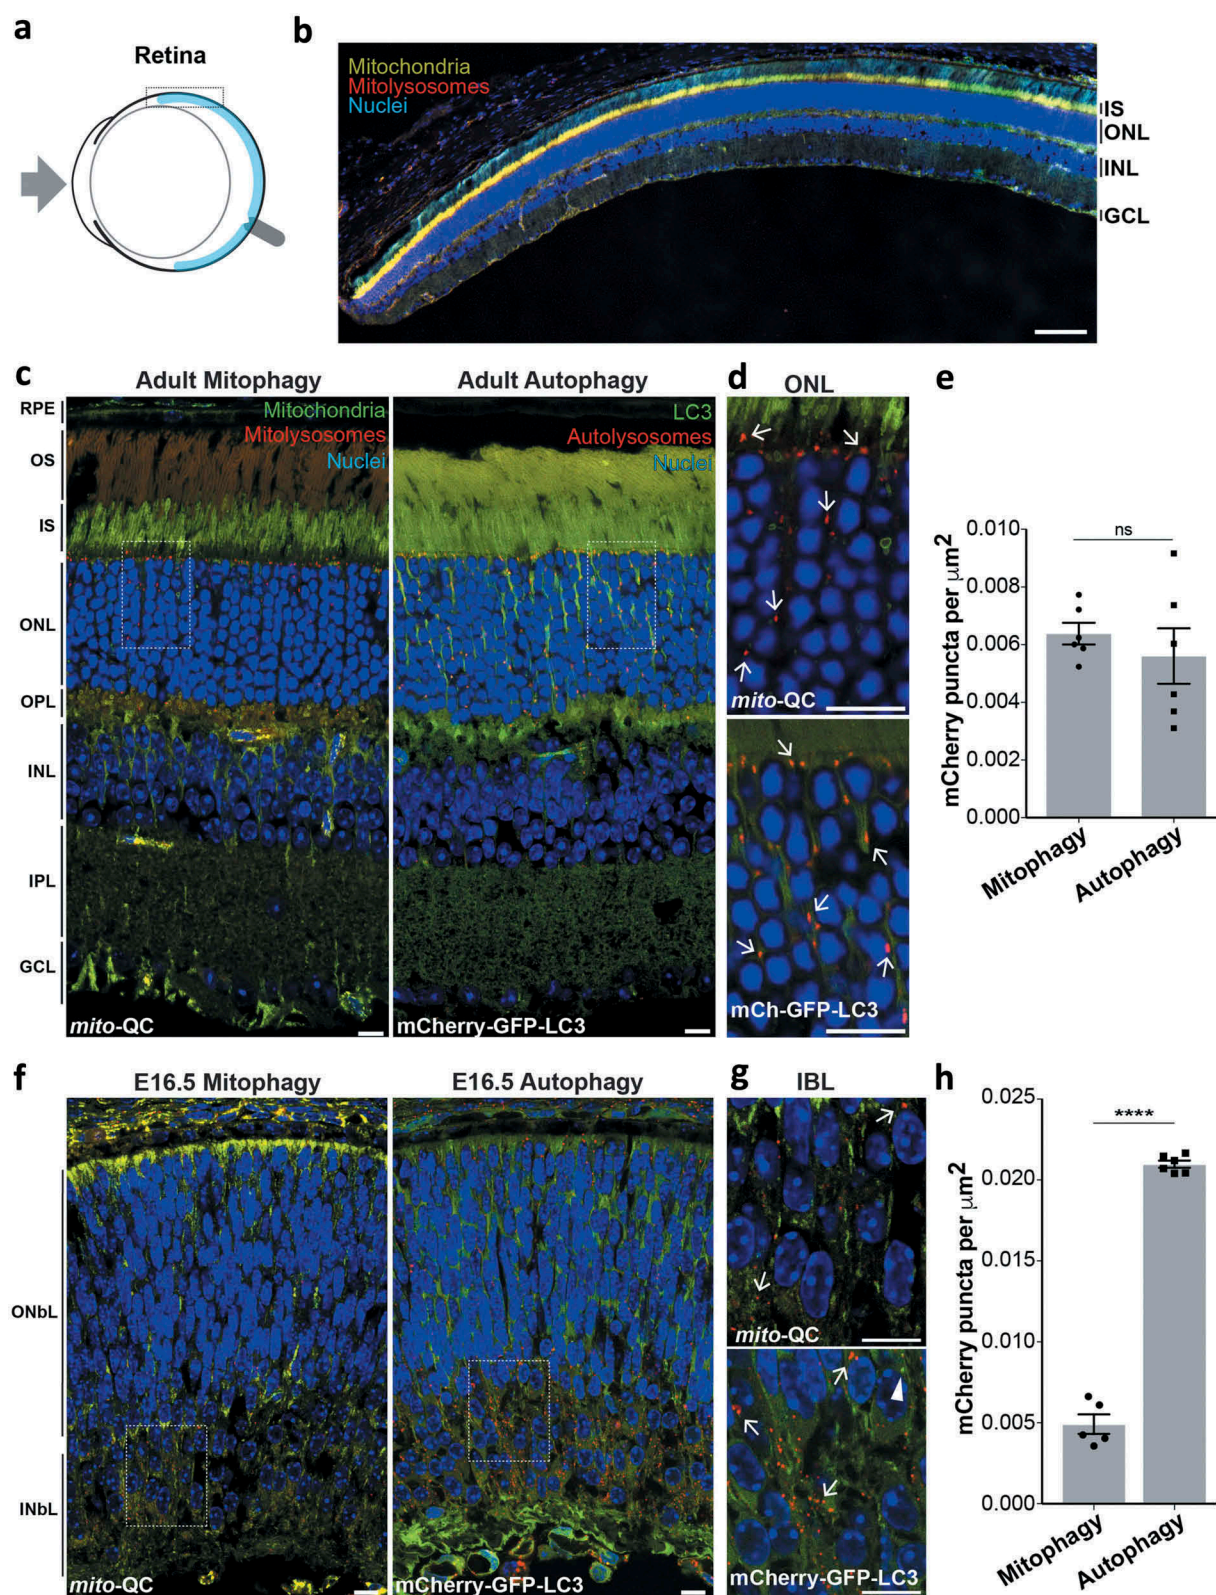 a
Retina
b
Mitochondria
Mitolysosomes
Nuclei
IS
ONL
INL
GCL
c
Adult Mitophagy
Adult Autophagy
RPE
OS
IS
ONL
OPL
INL
IPL
GCL
Mitochondria
Mitolysosomes
Nuclei
mito-QC
LC3
Autolysosomes
Nuclei
mCherry-GFP-LC3
d
ONL
mito-QC
mCh-GFP-LC3
e
mCherry puncta per µm2
0.010
0.008
0.006
0.004
0.002
0.000
ns
Mitophagy
Autophagy
f
E16.5 Mitophagy
E16.5 Autophagy
ONbL
INbL
mito-QC
mCherry-GFP-LC3
g
IBL
mito-QC
mCherry-GFP-LC3
h
mCherry puncta per µm2
0.025
0.020
0.015
0.010
0.005
0.000
****
Mitophagy
Autophagy